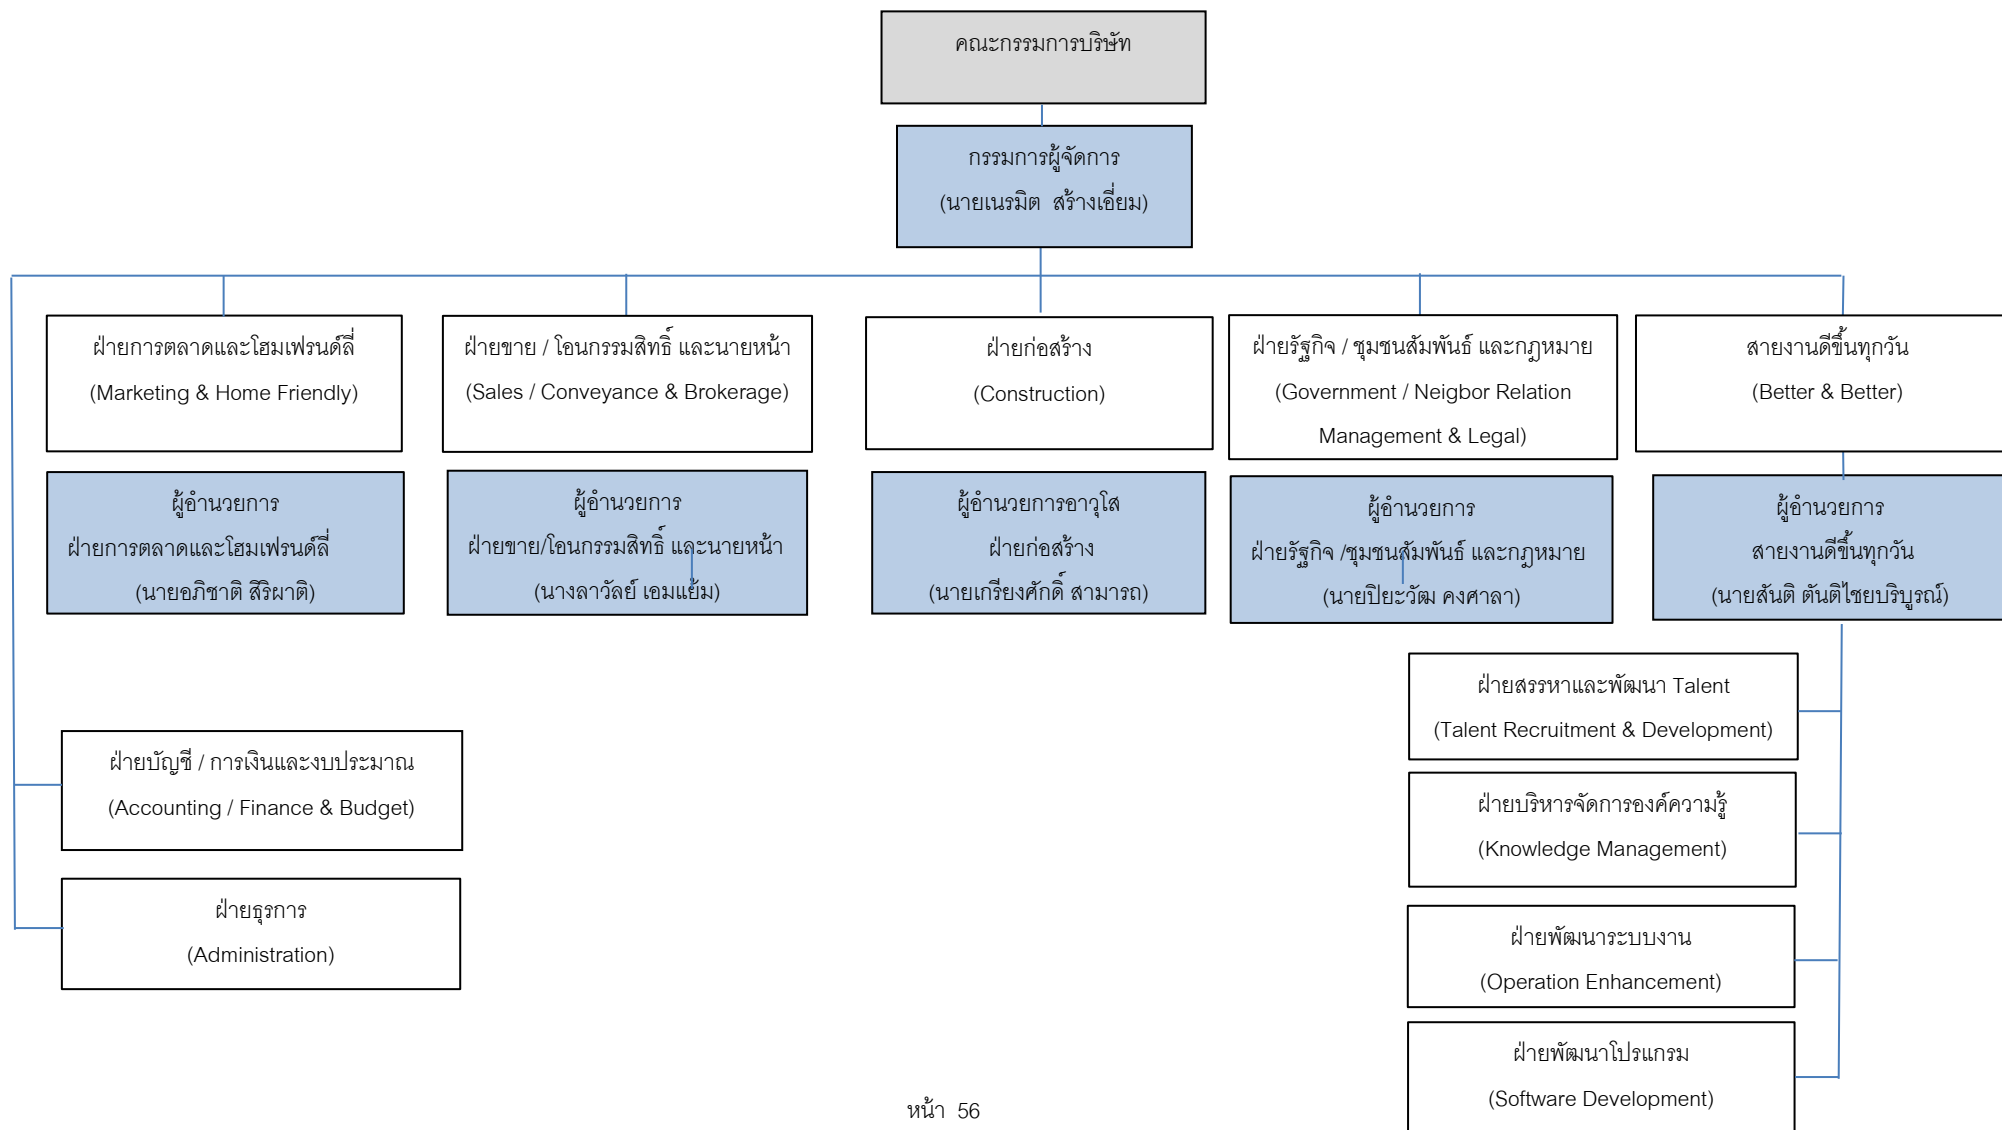 คณะกรรมการบริษัท
กรรมการผู้จัดการ
(นายเนรมิต สร้างเอี่ยม)
ฝ่ายการตลาดและโฮมเฟรนด์ลี่
(Marketing & Home Friendly)
ฝ่ายขาย / โอนกรรมสิทธิ์ และนายหน้า
(Sales / Conveyance & Brokerage)
ฝ่ายก่อสร้าง
(Construction)
ฝ่ายรัฐกิจ / ชุมชนสัมพันธ์ และกฎหมาย
(Government / Neigbor Relation
Management & Legal)
สายงานดีขึ้นทุกวัน
(Better & Better)
ผู้อำนวยการ
ฝ่ายการตลาดและโฮมเฟรนด์ลี่
(นายอภิชาติ สิริผาติ)
ผู้อำนวยการ
ฝ่ายขาย/โอนกรรมสิทธิ์ และนายหน้า
(นางลาวัลย์ เอมแย้ม)
ผู้อำนวยการอาวุโส
ฝ่ายก่อสร้าง
(นายเกรียงศักดิ์ สามารถ)
ผู้อำนวยการ
ฝ่ายรัฐกิจ /ชุมชนสัมพันธ์ และกฎหมาย
(นายปิยะวัฒ คงศาลา)
ผู้อำนวยการ
สายงานดีขึ้นทุกวัน
(นายสันติ ตันติไชยบริบูรณ์)
ฝ่ายสรรหาและพัฒนา Talent
(Talent Recruitment & Development)
ฝ่ายบัญชี / การเงินและงบประมาณ
(Accounting / Finance & Budget)
ฝ่ายบริหารจัดการองค์ความรู้
(Knowledge Management)
ฝ่ายธุรการ
(Administration)
ฝ่ายพัฒนาระบบงาน
(Operation Enhancement)
ฝ่ายพัฒนาโปรแกรม
(Software Development)
หน้า 56